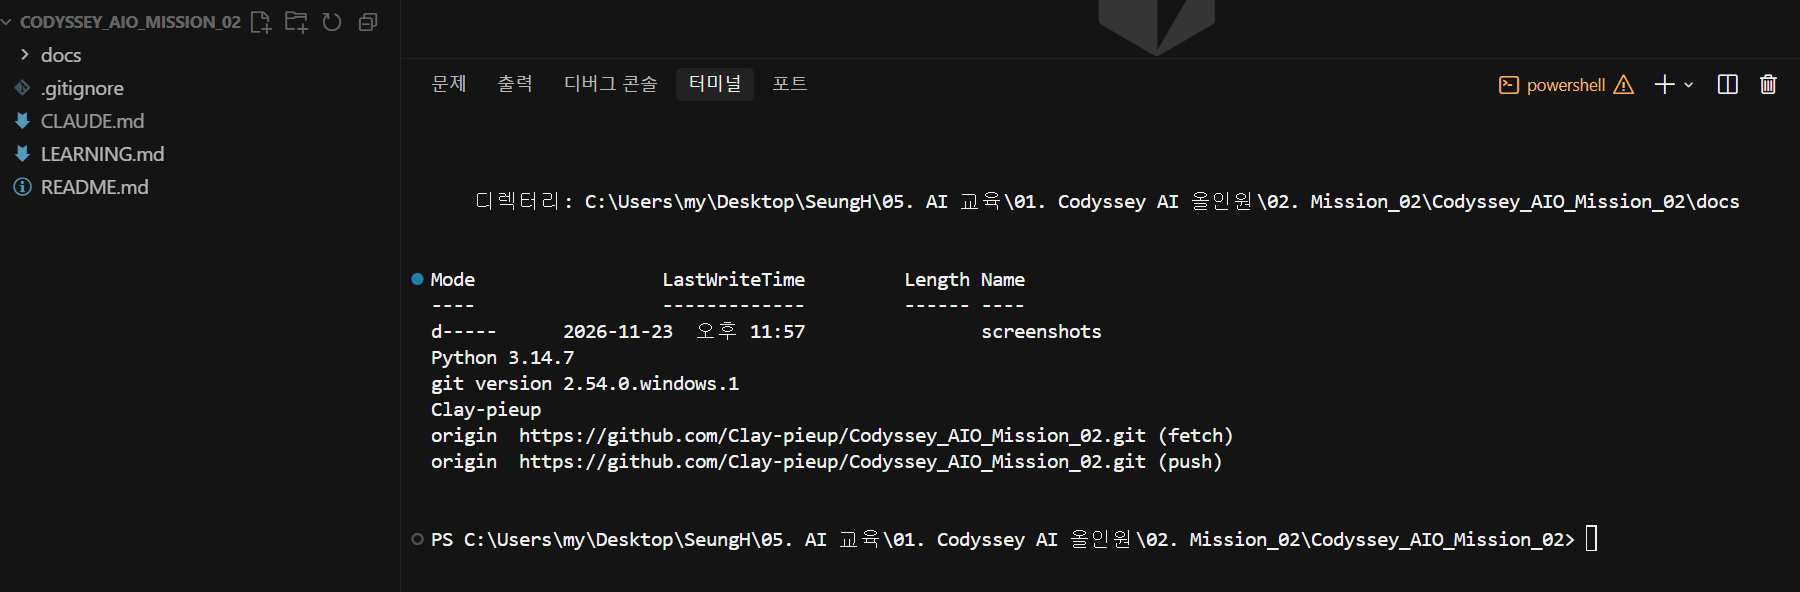 CODYSSEY_AIO_MISSION_02
docs
.gitignore
CLAUDE.md
LEARNING.md
README.md
문제 출력 디버그 콘솔 터미널 포트
powershell
디렉터리: C:\Users\my\Desktop\SeungH\05. AI 교육\01. Codyssey AI 올인원\02. Mission_02\Codyssey_AIO_Mission_02\docs
Mode LastWriteTime Length Name
---- ------------- ------ ----
d----- 2026-11-23 오후 11:57 screenshots
Python 3.14.7
git version 2.54.0.windows.1
Clay-pieup
origin https://github.com/Clay-pieup/Codyssey_AIO_Mission_02.git (fetch)
origin https://github.com/Clay-pieup/Codyssey_AIO_Mission_02.git (push)
PS C:\Users\my\Desktop\SeungH\05. AI 교육\01. Codyssey AI 올인원\02. Mission_02\Codyssey_AIO_Mission_02>